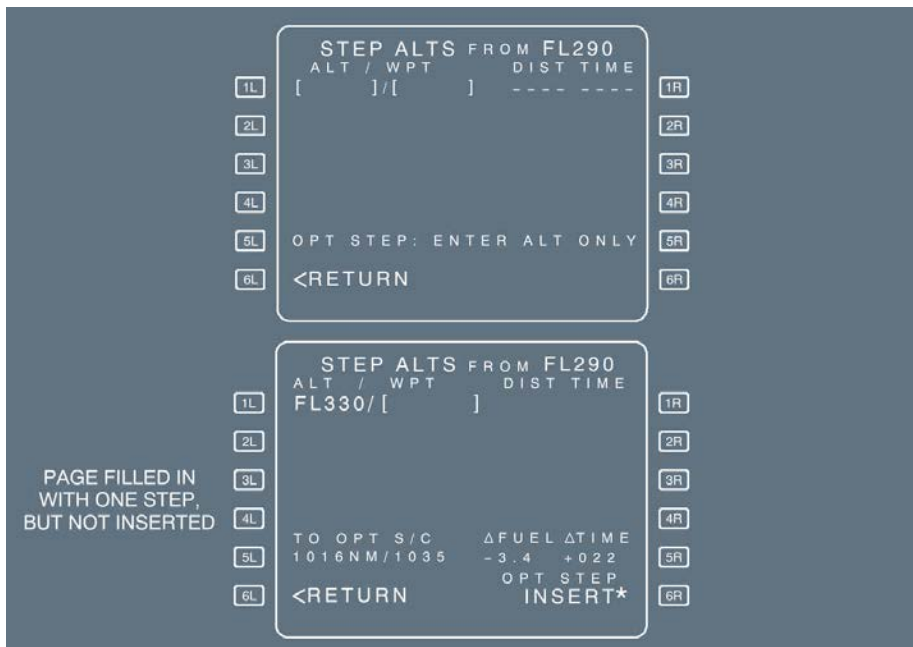 STEP ALTS FROM FL290
ALT / WPT DIST TIME
1L [ ]/[ ] ---- ---- 1R
2L 2R
3L 3R
4L 4R
5L OPT STEP: ENTER ALT ONLY 5R
6L <RETURN 6R
STEP ALTS FROM FL290
ALT / WPT DIST TIME
1L FL330/[ ] 1R
2L 2R
PAGE FILLED IN
WITH ONE STEP,
BUT NOT INSERTED
3L 3R
4L 4R
TO OPT S/C ΔFUEL ΔTIME
5L 1016NM/1035 -3.4 +022 5R
OPT STEP
6L <RETURN INSERT* 6R